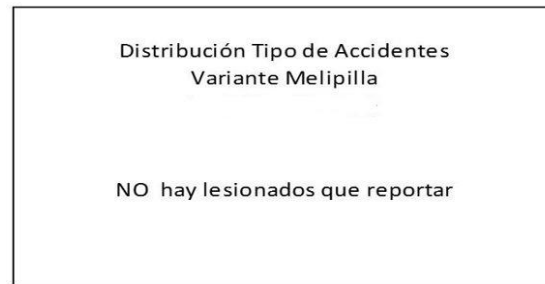 Distribución Tipo de Accidentes
Variante Melipilla
NO hay lesionados que reportar